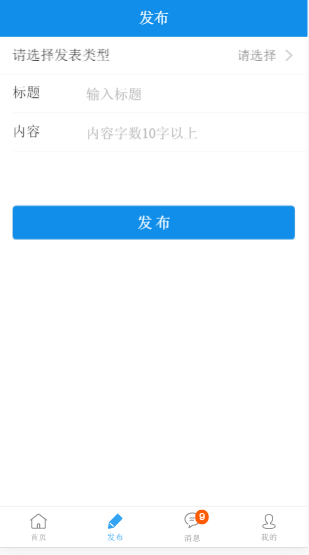 发布
请选择发表类型 请选择
标题 输入标题
内容 内容字数10字以上
发 布
9
首页 发布 消息 我的